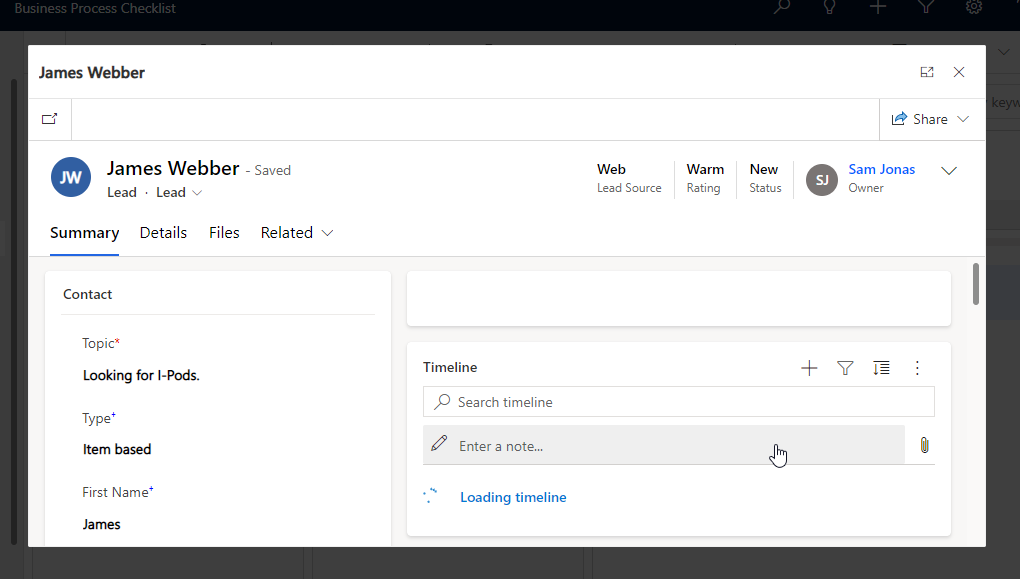 Business Process Checklist
James Webber
keyw
Share
JW
James Webber - Saved
Lead · Lead
Web
Lead Source
Warm
Rating
New
Status
SJ
Sam Jonas
Owner
Summary Details Files Related
Contact
Topic*
Looking for I-Pods.
Type+
Item based
First Name+
James
Timeline
Search timeline
Enter a note...
Loading timeline